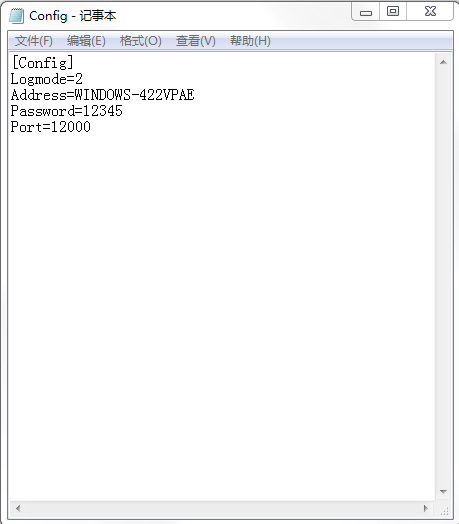 Config - 记事本
文件(F) 编辑(E) 格式(O) 查看(V) 帮助(H)
[Config]
Logmode=2
Address=WINDOWS-422VPAE
Password=12345
Port=12000